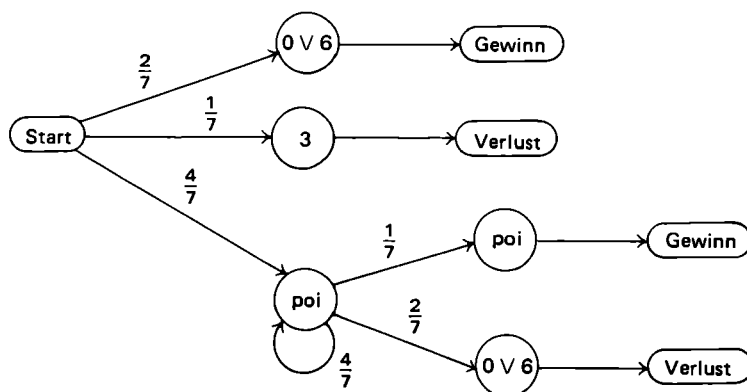 2/7
0 ∨ 6
Gewinn
Start
1/7
3
Verlust
4/7
poi
1/7
poi
Gewinn
4/7
2/7
0 ∨ 6
Verlust